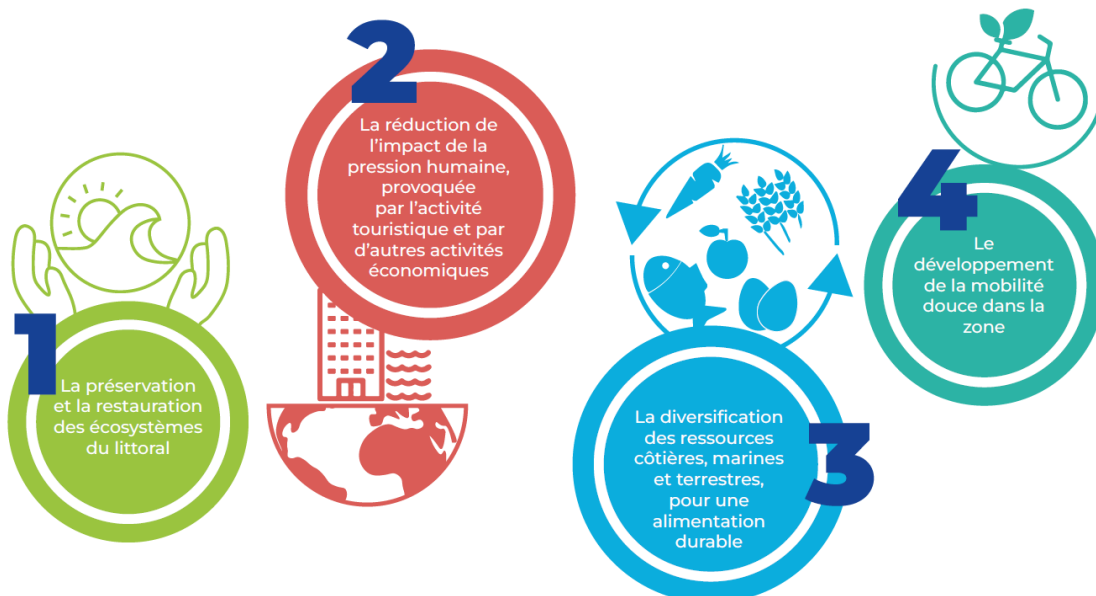 1
La préservation
et la restauration
des écosystèmes
du littoral
2
La réduction de
l'impact de la
pression humaine,
provoquée
par l'activité
touristique et par
d'autres activités
économiques
3
La diversification
des ressources
côtières, marines
et terrestres,
pour une
alimentation
durable
4
Le
développement
de la mobilité
douce dans la
zone